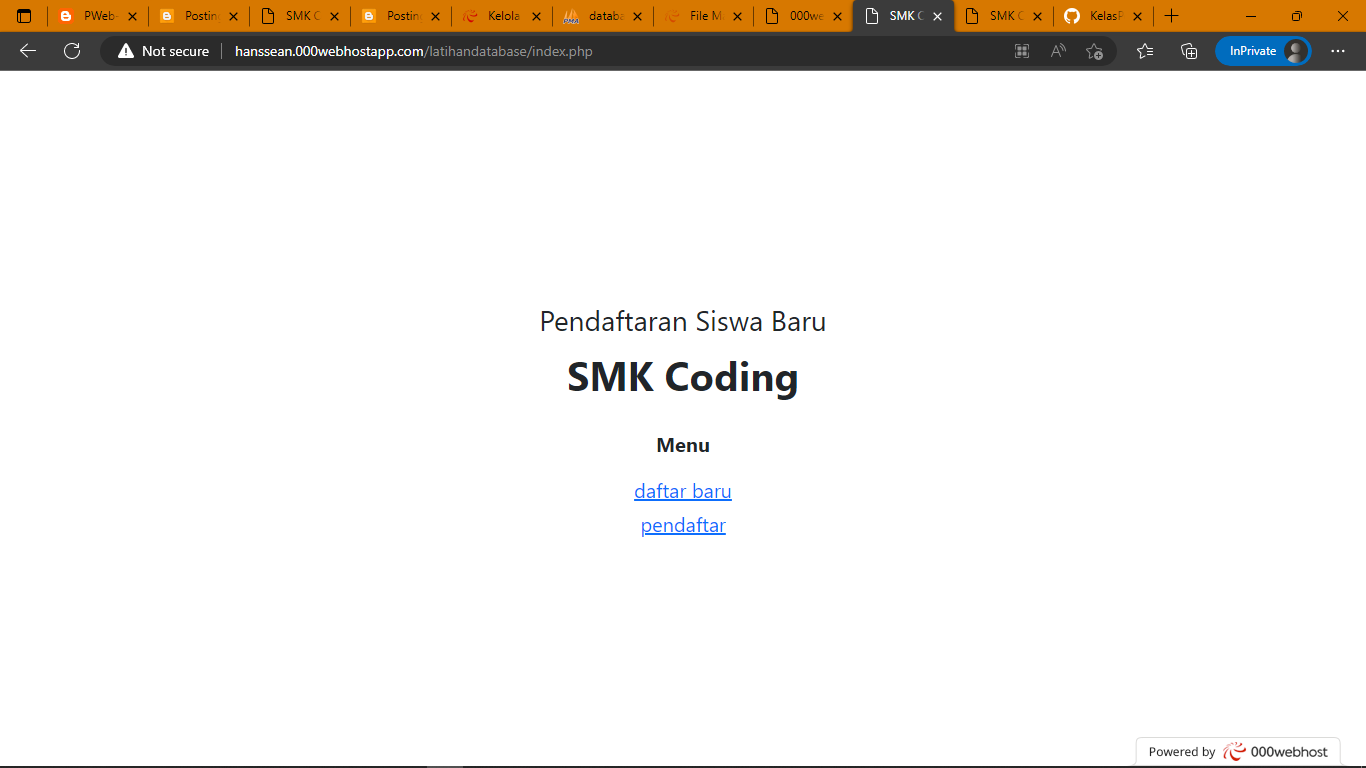 PWeb-
Postin
SMK C
Postin
Kelola
PMA
databa
File M
000we
SMK C
SMK C
KelasP
Not secure
hanssean.000webhostapp.com/latihandatabase/index.php
InPrivate
Pendaftaran Siswa Baru
SMK Coding
Menu
daftar baru
pendaftar
Powered by 000webhost